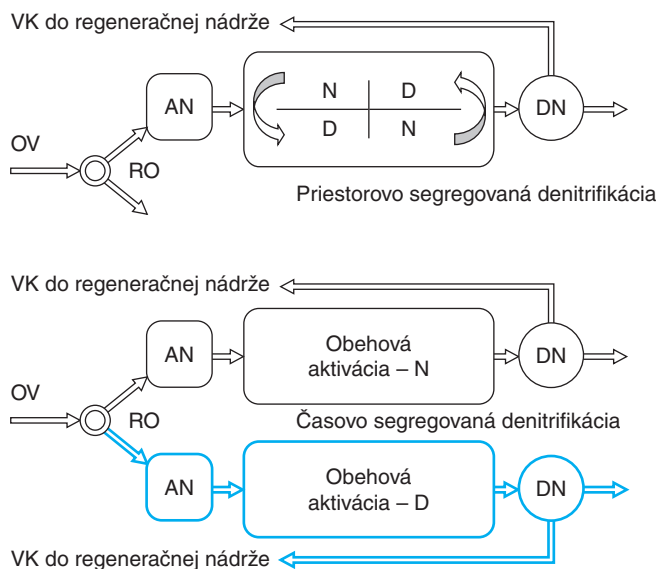 VK do regeneračnej nádrže
AN
N
D
D
N
DN
OV
RO
Priestorovo segregovaná denitrifikácia
VK do regeneračnej nádrže
AN
Obehová
aktivácia – N
DN
OV
RO
Časovo segregovaná denitrifikácia
AN
Obehová
aktivácia – D
DN
VK do regeneračnej nádrže